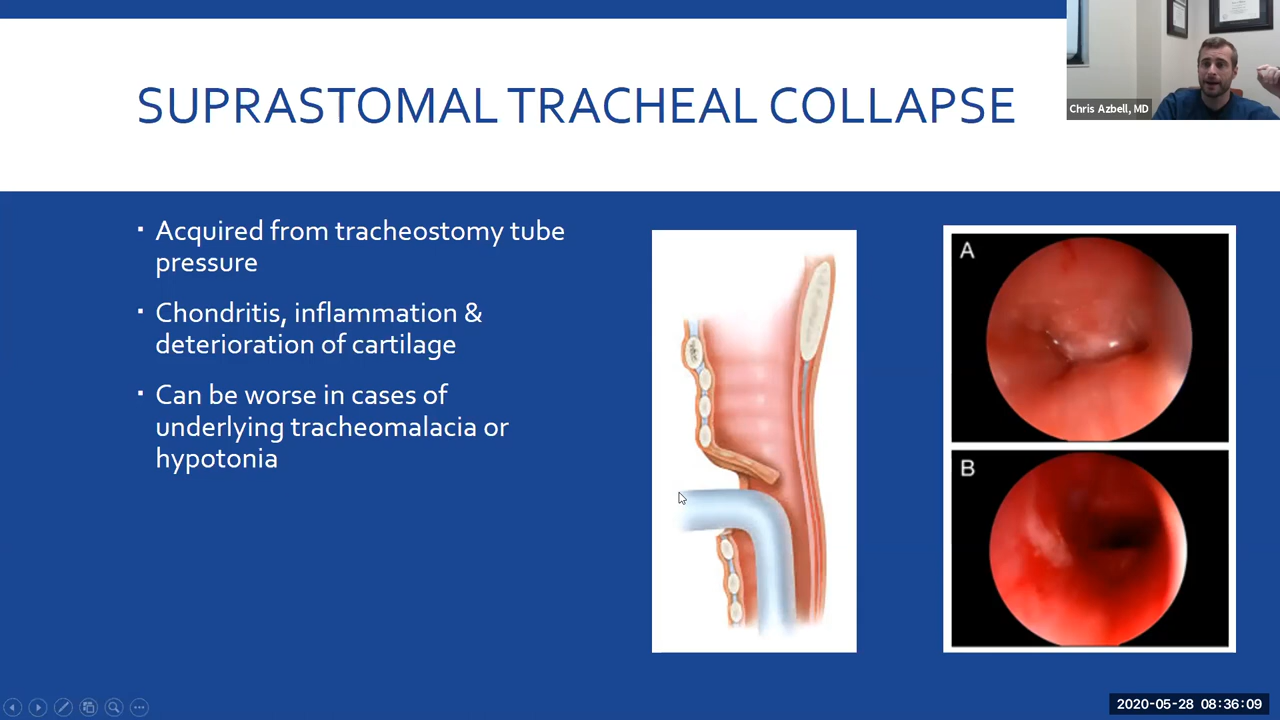 SUPRASTOMAL TRACHEAL COLLAPSE
Chris Azbell, MD
▪ Acquired from tracheostomy tube
pressure
▪ Chondritis, inflammation &
deterioration of cartilage
▪ Can be worse in cases of
underlying tracheomalacia or
hypotonia
A
B
2020-05-28 08:36:09